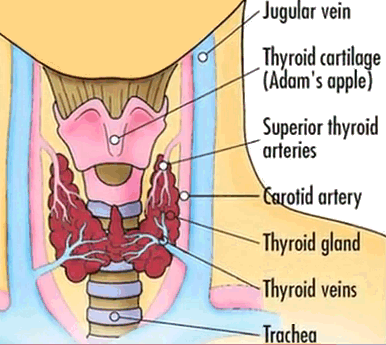 Jugular vein
Thyroid cartilage
(Adam's apple)
Superior thyroid
arteries
Carotid artery
Thyroid gland
Thyroid veins
Trachea